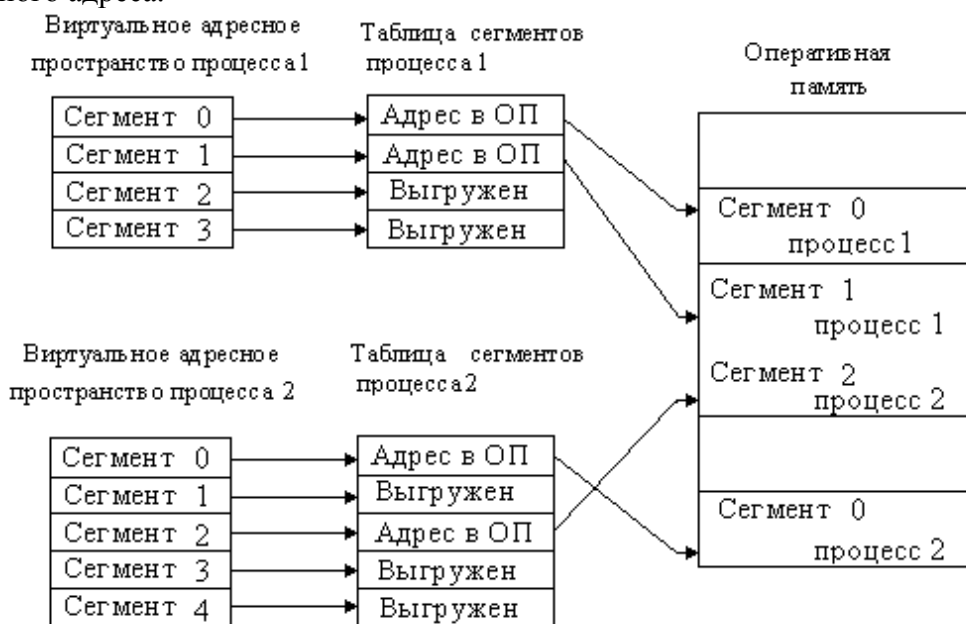 ного адреса.
Виртуальное адресное
пространство процесса 1
Таблица сегментов
процесса 1
Оперативная
память
Сегмент 0
Сегмент 1
Сегмент 2
Сегмент 3
Адрес в ОП
Адрес в ОП
Выгружен
Выгружен
Сегмент 0
процесс 1
Сегмент 1
процесс 1
Сегмент 2
процесс 2
Сегмент 0
процесс 2
Виртуальное адресное
пространство процесса 2
Таблица сегментов
процесса 2
Сегмент 0
Сегмент 1
Сегмент 2
Сегмент 3
Сегмент 4
Адрес в ОП
Выгружен
Адрес в ОП
Выгружен
Выгружен